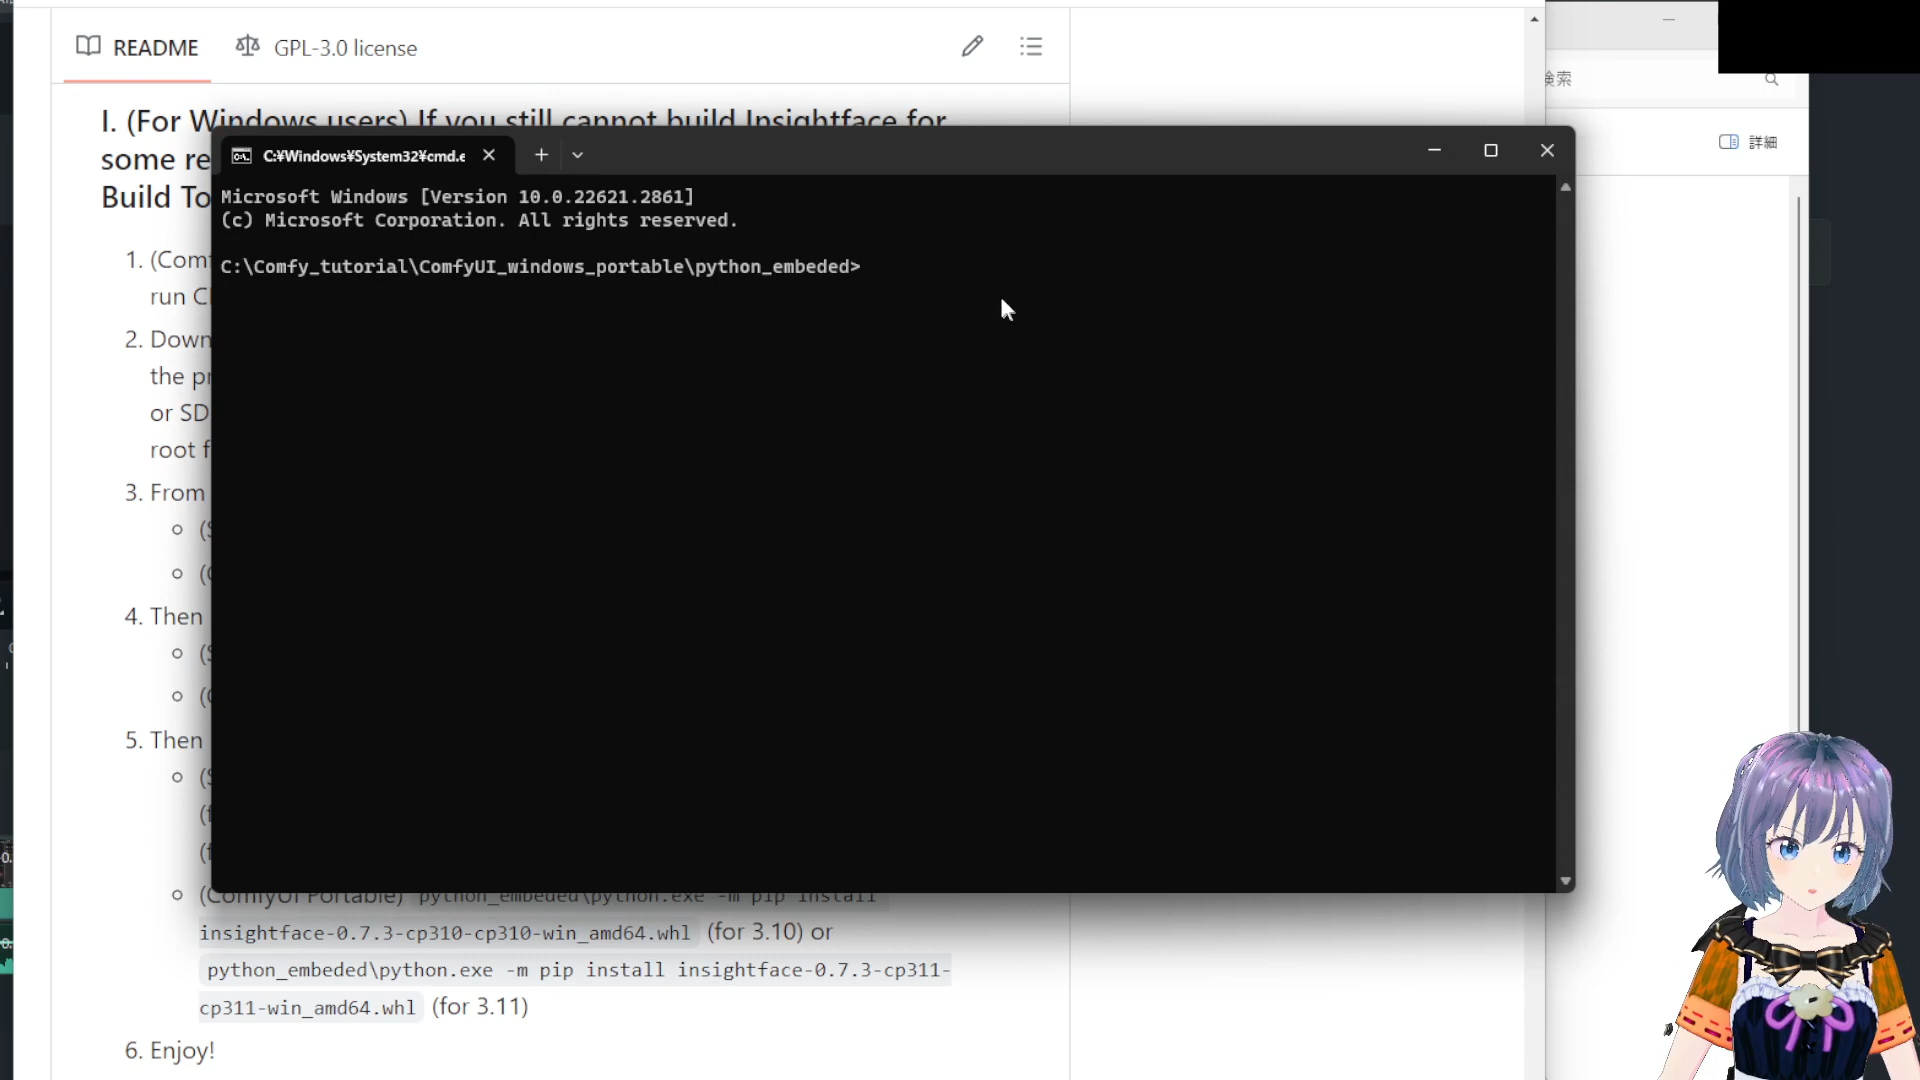 README
GPL-3.0 license
I. (For Windows users) If you still cannot build Insightface for
some
Build
検索
詳細
C:¥Windows¥System32¥cmd.e
Microsoft Windows [Version 10.0.22621.2861]
(c) Microsoft Corporation. All rights reserved.
C:\Comfy_tutorial\ComfyUI_windows_portable\python_embeded>
1.
run
2.
the
or SD
root
3. From
4. Then
5. Then
(ComfyUI Portable) python_embeded\python.exe -m pip install
insightface-0.7.3-cp310-cp310-win_amd64.whl (for 3.10) or
python_embeded\python.exe -m pip install insightface-0.7.3-cp311-
cp311-win_amd64.whl (for 3.11)
6. Enjoy!